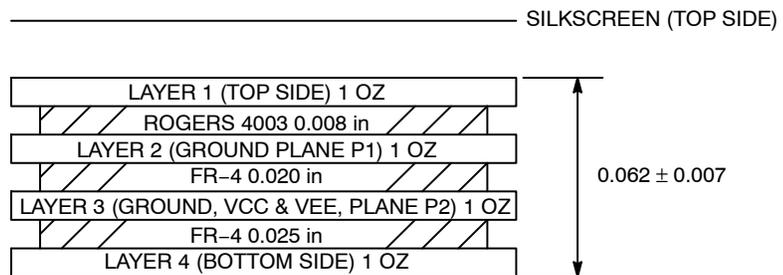 SILKSCREEN (TOP SIDE)
LAYER 1 (TOP SIDE) 1 OZ
ROGERS 4003 0.008 in
LAYER 2 (GROUND PLANE P1) 1 OZ
FR−4 0.020 in
0.062 ± 0.007
LAYER 3 (GROUND, VCC & VEE, PLANE P2) 1 OZ
FR−4 0.025 in
LAYER 4 (BOTTOM SIDE) 1 OZ